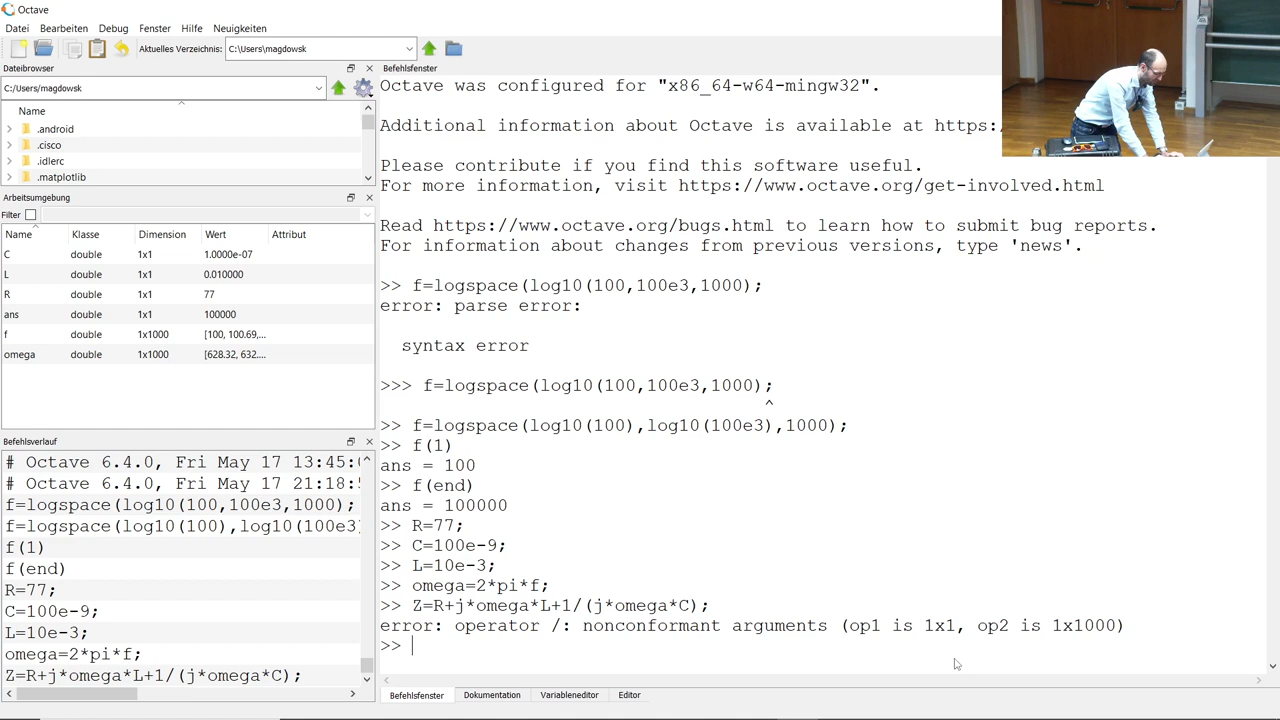 Octave
Datei Bearbeiten Debug Fenster Hilfe Neuigkeiten
Aktuelles Verzeichnis: C:\Users\magdowsk
Dateibrowser
C:/Users/magdowsk
Name
.android
.cisco
.idlerc
.matplotlib
Arbeitsumgebung
Filter
Name Klasse Dimension Wert Attribut
C double 1x1 1.0000e-07
L double 1x1 0.010000
R double 1x1 77
ans double 1x1 100000
f double 1x1000 [100, 100.69,...
omega double 1x1000 [628.32, 632....
Befehlsverlauf
# Octave 6.4.0, Fri May 17 13:45:0
# Octave 6.4.0, Fri May 17 21:18:5
f=logspace(log10(100,100e3,1000);
f=logspace(log10(100),log10(100e3)
f(1)
f(end)
R=77;
C=100e-9;
L=10e-3;
omega=2*pi*f;
Z=R+j*omega*L+1/(j*omega*C);
Befehlsfenster
Octave was configured for "x86_64-w64-mingw32".
Additional information about Octave is available at https:
Please contribute if you find this software useful.
For more information, visit https://www.octave.org/get-involved.html
Read https://www.octave.org/bugs.html to learn how to submit bug reports.
For information about changes from previous versions, type 'news'.
>> f=logspace(log10(100,100e3,1000);
error: parse error:
syntax error
>>> f=logspace(log10(100,100e3,1000);
^
>> f=logspace(log10(100),log10(100e3),1000);
>> f(1)
ans = 100
>> f(end)
ans = 100000
>> R=77;
>> C=100e-9;
>> L=10e-3;
>> omega=2*pi*f;
>> Z=R+j*omega*L+1/(j*omega*C);
error: operator /: nonconformant arguments (op1 is 1x1, op2 is 1x1000)
>>
Befehlsfenster Dokumentation Variableneditor Editor